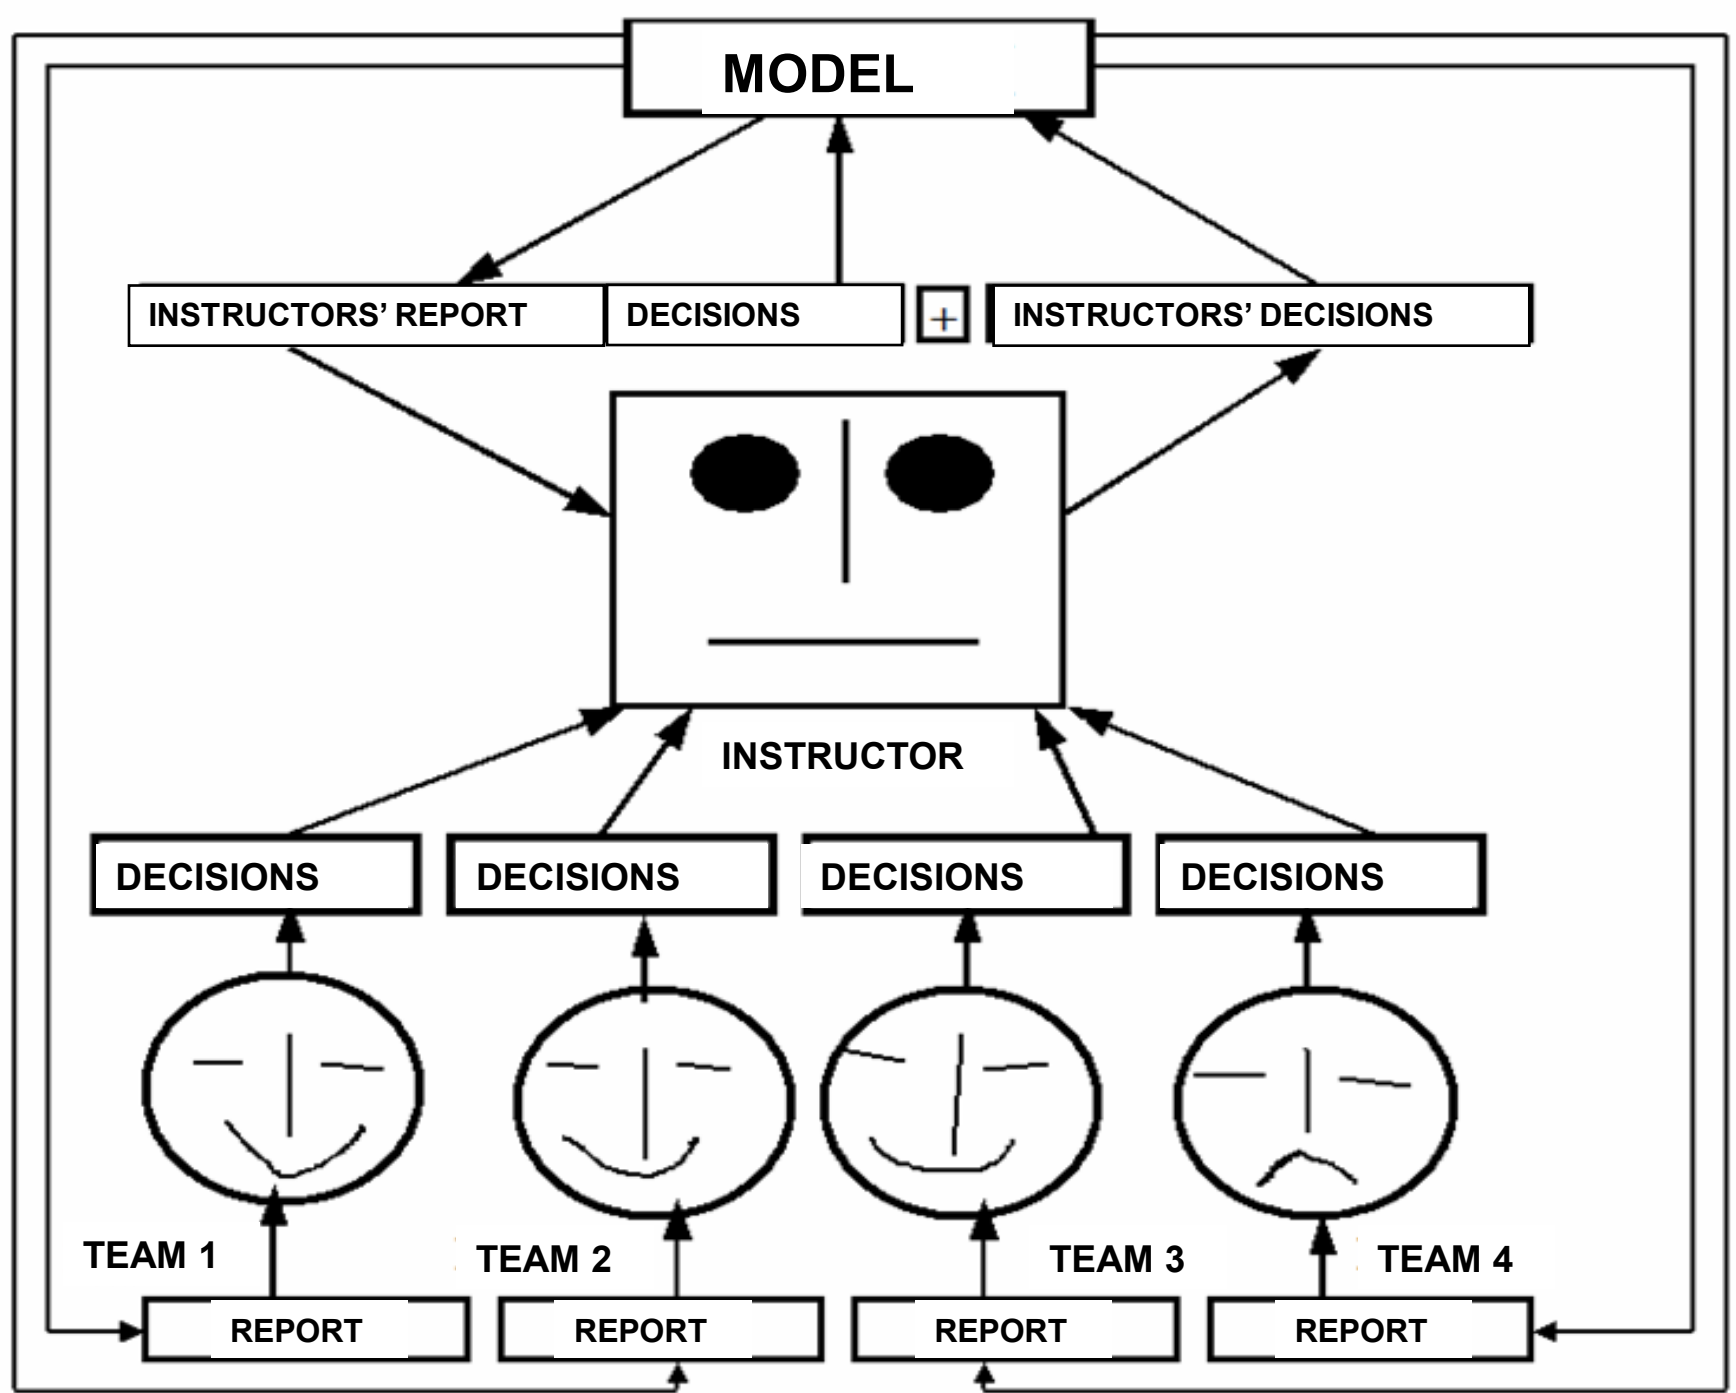 MODEL
INSTRUCTORS’ REPORT
DECISIONS
+
INSTRUCTORS’ DECISIONS
INSTRUCTOR
DECISIONS
DECISIONS
DECISIONS
DECISIONS
TEAM 1
TEAM 2
TEAM 3
TEAM 4
REPORT
REPORT
REPORT
REPORT